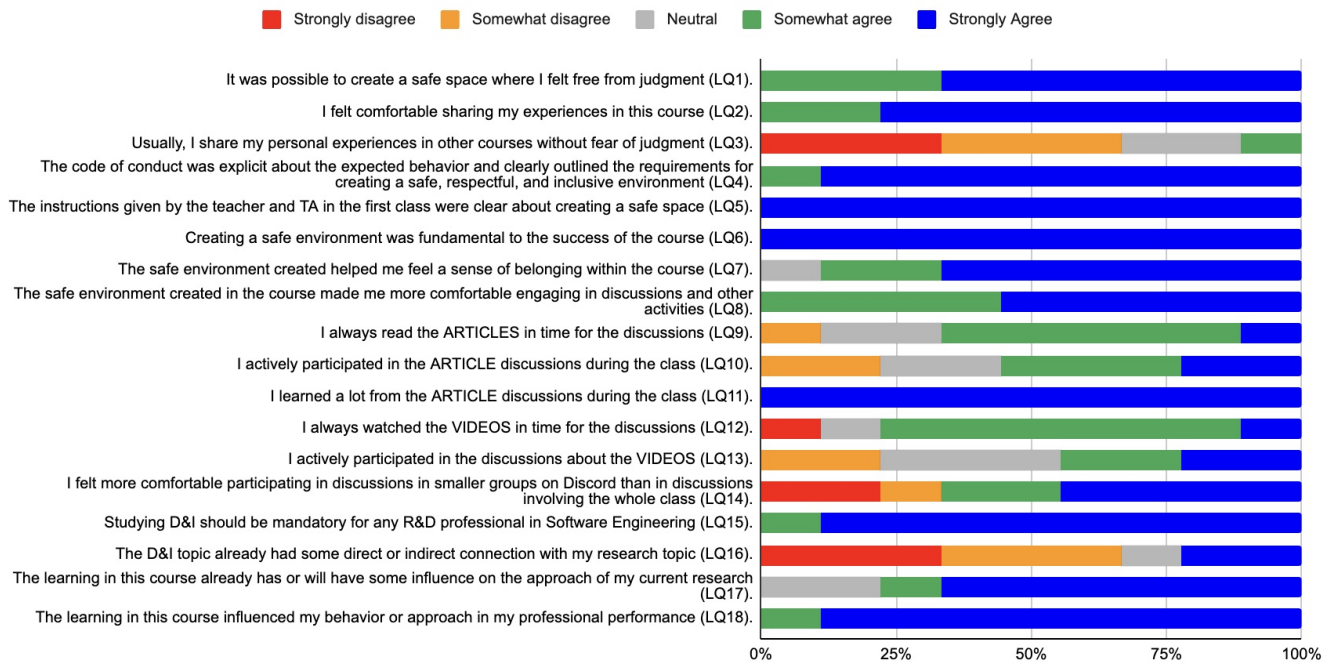 Strongly disagree Somewhat disagree Neutral Somewhat agree Strongly Agree
It was possible to create a safe space where I felt free from judgment (LQ1).
I felt comfortable sharing my experiences in this course (LQ2).
Usually, I share my personal experiences in other courses without fear of judgment (LQ3).
The code of conduct was explicit about the expected behavior and clearly outlined the requirements for
creating a safe, respectful, and inclusive environment (LQ4).
The instructions given by the teacher and TA in the first class were clear about creating a safe space (LQ5).
Creating a safe environment was fundamental to the success of the course (LQ6).
The safe environment created helped me feel a sense of belonging within the course (LQ7).
The safe environment created in the course made me more comfortable engaging in discussions and other
activities (LQ8).
I always read the ARTICLES in time for the discussions (LQ9).
I actively participated in the ARTICLE discussions during the class (LQ10).
I learned a lot from the ARTICLE discussions during the class (LQ11).
I always watched the VIDEOS in time for the discussions (LQ12).
I actively participated in the discussions about the VIDEOS (LQ13).
I felt more comfortable participating in discussions in smaller groups on Discord than in discussions
involving the whole class (LQ14).
Studying D&I should be mandatory for any R&D professional in Software Engineering (LQ15).
The D&I topic already had some direct or indirect connection with my research topic (LQ16).
The learning in this course already has or will have some influence on the approach of my current research
(LQ17).
The learning in this course influenced my behavior or approach in my professional performance (LQ18).
0% 25% 50% 75% 100%